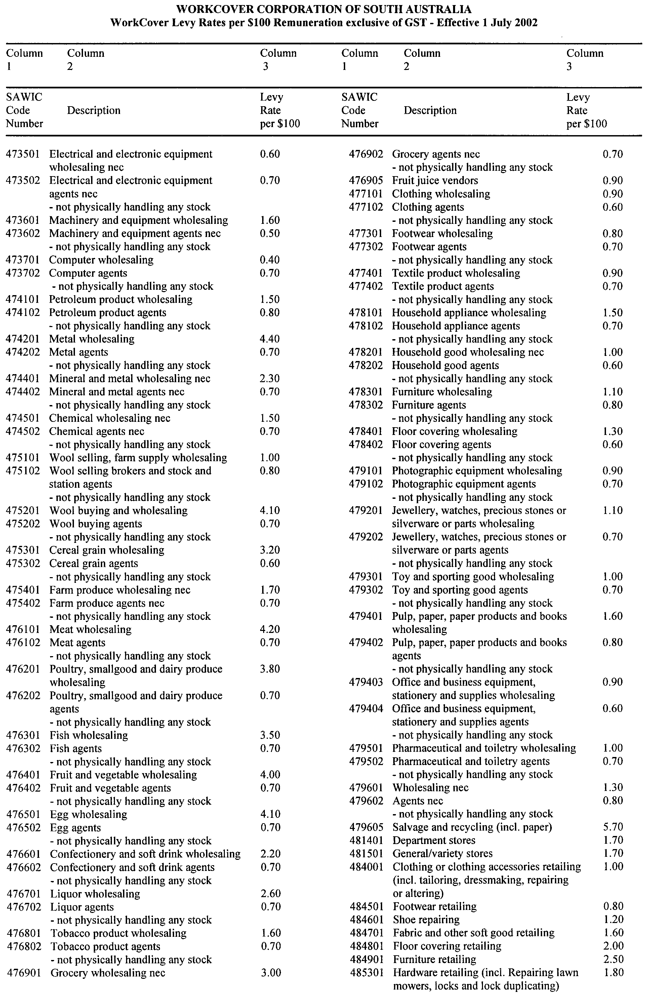 WORKCOVER CORPORATION OF SOUTH AUSTRALIA
WorkCover Levy Rates per $100 Remuneration exclusive of GST - Effective 1 July 2002
Column 1 Column 2 Column 3 Column 1 Column 2 Column 3
SAWIC Code Number Description Levy Rate per $100 SAWIC Code Number Description Levy Rate per $100
473501 Electrical and electronic equipment 0.60
wholesaling nec
473502 Electrical and electronic equipment 0.70
agents nec
- not physically handling any stock
473601 Machinery and equipment wholesaling 1.60
473602 Machinery and equipment agents nec 0.50
- not physically handling any stock
473701 Computer wholesaling 0.40
473702 Computer agents 0.70
- not physically handling any stock
474101 Petroleum product wholesaling 1.50
474102 Petroleum product agents 0.80
- not physically handling any stock
474201 Metal wholesaling 4.40
474202 Metal agents 0.70
- not physically handling any stock
474401 Mineral and metal wholesaling nec 2.30
474402 Mineral and metal agents nec 0.70
- not physically handling any stock
474501 Chemical wholesaling nec 1.50
474502 Chemical agents nec 0.70
- not physically handling any stock
475101 Wool selling, farm supply wholesaling 1.00
475102 Wool selling brokers and stock and 0.80
station agents
- not physically handling any stock
475201 Wool buying and wholesaling 4.10
475202 Wool buying agents 0.70
- not physically handling any stock
475301 Cereal grain wholesaling 3.20
475302 Cereal grain agents 0.60
- not physically handling any stock
475401 Farm produce wholesaling nec 1.70
475402 Farm produce agents nec 0.70
- not physically handling any stock
476101 Meat wholesaling 4.20
476102 Meat agents 0.70
- not physically handling any stock
476201 Poultry, smallgood and dairy produce 3.80
wholesaling
476202 Poultry, smallgood and dairy produce 0.70
agents
- not physically handling any stock
476301 Fish wholesaling 3.50
476302 Fish agents 0.70
- not physically handling any stock
476401 Fruit and vegetable wholesaling 4.00
476402 Fruit and vegetable agents 0.70
- not physically handling any stock
476501 Egg wholesaling 4.10
476502 Egg agents 0.70
- not physically handling any stock
476601 Confectionery and soft drink wholesaling 2.20
476602 Confectionery and soft drink agents 0.70
- not physically handling any stock
476701 Liquor wholesaling 2.60
476702 Liquor agents 0.70
- not physically handling any stock
476801 Tobacco product wholesaling 1.60
476802 Tobacco product agents 0.70
- not physically handling any stock
476901 Grocery wholesaling nec 3.00
476902 Grocery agents nec 0.70
- not physically handling any stock
476905 Fruit juice vendors 0.90
477101 Clothing wholesaling 0.90
477102 Clothing agents 0.60
- not physically handling any stock
477301 Footwear wholesaling 0.80
477302 Footwear agents 0.70
- not physically handling any stock
477401 Textile product wholesaling 0.90
477402 Textile product agents 0.70
- not physically handling any stock
478101 Household appliance wholesaling 1.50
478102 Household appliance agents 0.70
- not physically handling any stock
478201 Household good wholesaling nec 1.00
478202 Household good agents 0.60
- not physically handling any stock
478301 Furniture wholesaling 1.10
478302 Furniture agents 0.80
- not physically handling any stock
478401 Floor covering wholesaling 1.30
478402 Floor covering agents 0.60
- not physically handling any stock
479101 Photographic equipment wholesaling 0.90
479102 Photographic equipment agents 0.70
- not physically handling any stock
479201 Jewellery, watches, precious stones or 1.10
silverware or parts wholesaling
479202 Jewellery, watches, precious stones or 0.70
silverware or parts agents
- not physically handling any stock
479301 Toy and sporting good wholesaling 1.00
479302 Toy and sporting good agents 0.70
- not physically handling any stock
479401 Pulp, paper, paper products and books 1.60
wholesaling
479402 Pulp, paper, paper products and books 0.80
agents
- not physically handling any stock
479403 Office and business equipment, 0.90
stationery and supplies wholesaling
479404 Office and business equipment, 0.60
stationery and supplies agents
- not physically handling any stock
479501 Pharmaceutical and toiletry wholesaling 1.00
479502 Pharmaceutical and toiletry agents 0.70
- not physically handling any stock
479601 Wholesaling nec 1.30
479602 Agents nec 0.80
- not physically handling any stock
479605 Salvage and recycling (incl. paper) 5.70
481401 Department stores 1.70
481501 General/variety stores 1.70
484001 Clothing or clothing accessories retailing 1.00
(incl. tailoring, dressmaking, repairing
or altering)
484501 Footwear retailing 0.80
484601 Shoe repairing 1.20
484701 Fabric and other soft good retailing 1.60
484801 Floor covering retailing 2.00
484901 Furniture retailing 2.50
485301 Hardware retailing (incl. Repairing lawn 1.80
mowers, locks and lock duplicating)